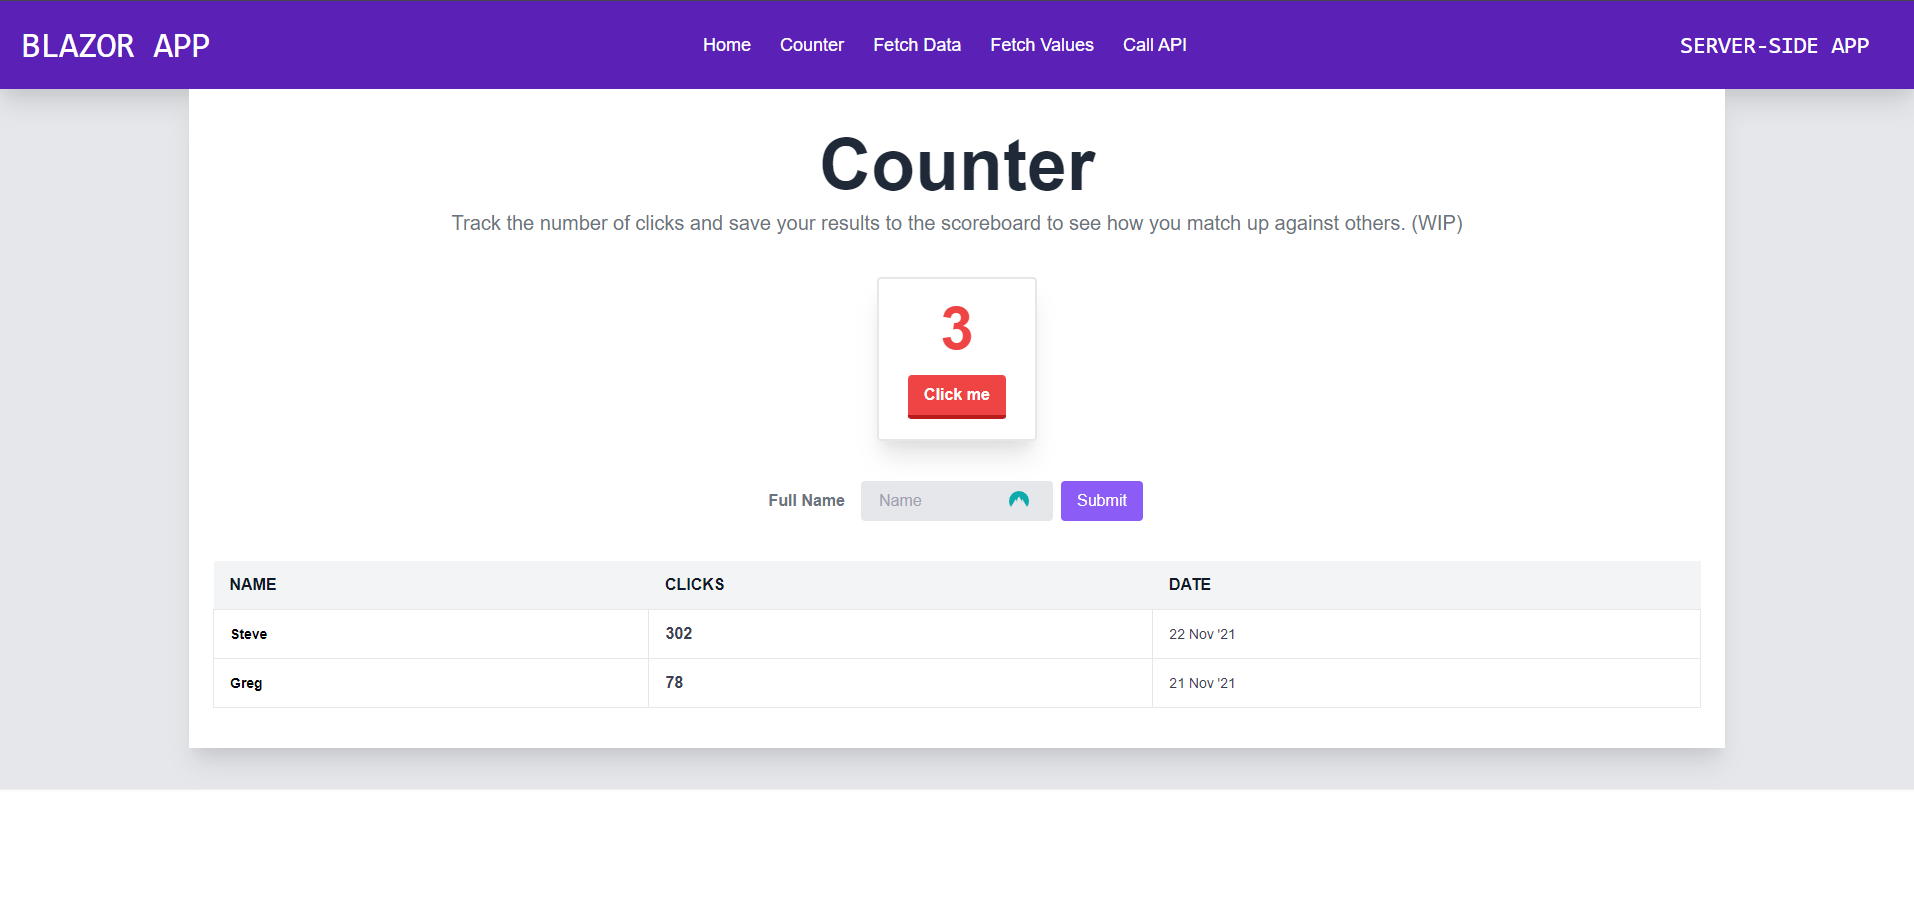 BLAZOR APP
Home Counter Fetch Data Fetch Values Call API
SERVER-SIDE APP
Counter
Track the number of clicks and save your results to the scoreboard to see how you match up against others. (WIP)
3
Click me
Full Name Name Submit
NAME CLICKS DATE
Steve 302 22 Nov '21
Greg 78 21 Nov '21